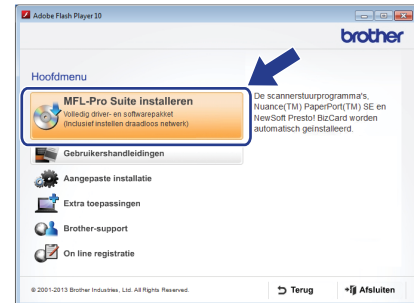 Adobe Flash Player 10
brother
Hoofdmenu
MFL-Pro Suite installeren
Volledig driver- en softwarepakket
(Inclusief instellen draadloos netwerk)
De scannerstuurprogramma's,
Nuance(TM) PaperPort(TM) SE en
NewSoft Presto! BizCard worden
automatisch geïnstalleerd.
Gebruikershandleidingen
Aangepaste installatie
Extra toepassingen
Brother-support
On line registratie
© 2001-2013 Brother Industries, Ltd. All Rights Reserved.
Terug
Afsluiten